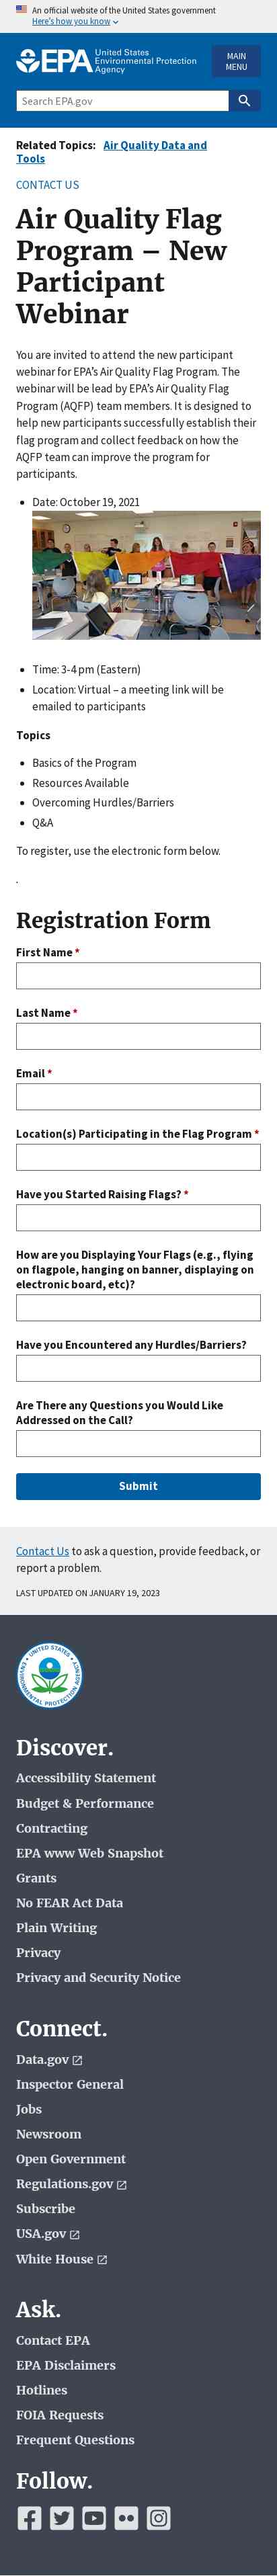 An official website of the United States government
Here's how you know
EPA United States
Environmental Protection
Agency
MAIN
MENU
Search EPA.gov
Related Topics: Air Quality Data and
Tools
CONTACT US
Air Quality Flag
Program – New
Participant
Webinar
You are invited to attend the new participant
webinar for EPA's Air Quality Flag Program. The
webinar will be lead by EPA's Air Quality Flag
Program (AQFP) team members. It is designed to
help new participants successfully establish their
flag program and collect feedback on how the
AQFP team can improve the program for
participants.
Date: October 19, 2021
Time: 3-4 pm (Eastern)
Location: Virtual – a meeting link will be
emailed to participants
Topics
Basics of the Program
Resources Available
Overcoming Hurdles/Barriers
Q&A
To register, use the electronic form below.
.
Registration Form
First Name *
Last Name *
Email *
Location(s) Participating in the Flag Program *
Have you Started Raising Flags? *
How are you Displaying Your Flags (e.g., flying
on flagpole, hanging on banner, displaying on
electronic board, etc)?
Have you Encountered any Hurdles/Barriers?
Are There any Questions you Would Like
Addressed on the Call?
Submit
Contact Us to ask a question, provide feedback, or
report a problem.
LAST UPDATED ON JANUARY 19, 2023
UNITED STATES
ENVIRONMENTAL PROTECTION AGENCY
Discover.
Accessibility Statement
Budget & Performance
Contracting
EPA www Web Snapshot
Grants
No FEAR Act Data
Plain Writing
Privacy
Privacy and Security Notice
Connect.
Data.gov
Inspector General
Jobs
Newsroom
Open Government
Regulations.gov
Subscribe
USA.gov
White House
Ask.
Contact EPA
EPA Disclaimers
Hotlines
FOIA Requests
Frequent Questions
Follow.